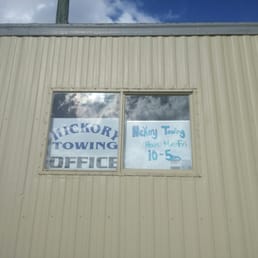 HICKORY
TOWING
OFFICE
Hickory Towing
Hours Mon-Fri
10-5